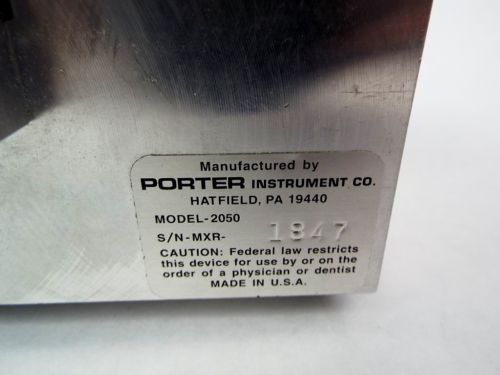 Manufactured by
PORTER INSTRUMENT CO.
HATFIELD, PA 19440
MODEL-2050
S/N-MXR- 1847
CAUTION: Federal law restricts
this device for use by or on the
order of a physician or dentist
MADE IN U.S.A.